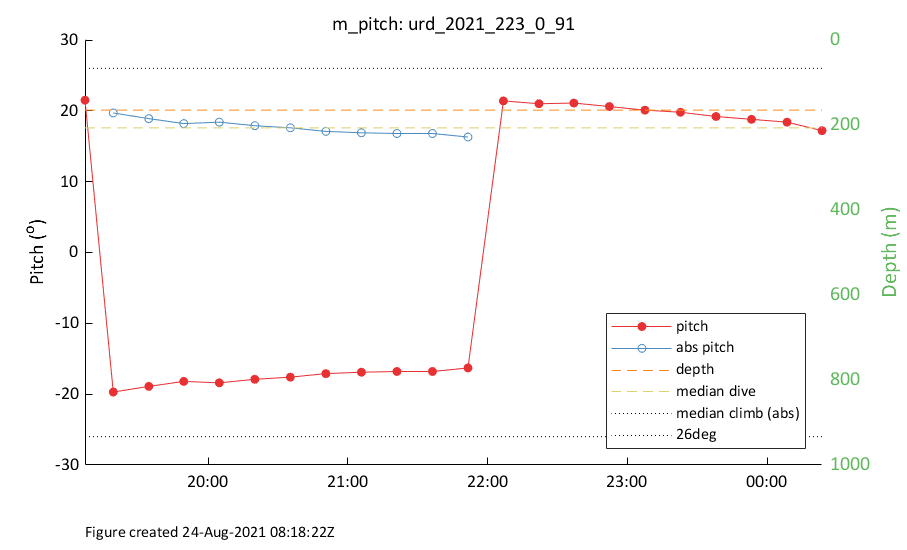 m_pitch: urd_2021_223_0_91
30
20
10
0
-10
-20
-30
Pitch (º)
0
200
400
600
800
1000
Depth (m)
pitch
abs pitch
depth
median dive
median climb (abs)
26deg
20:00
21:00
22:00
23:00
00:00
Figure created 24-Aug-2021 08:18:22Z